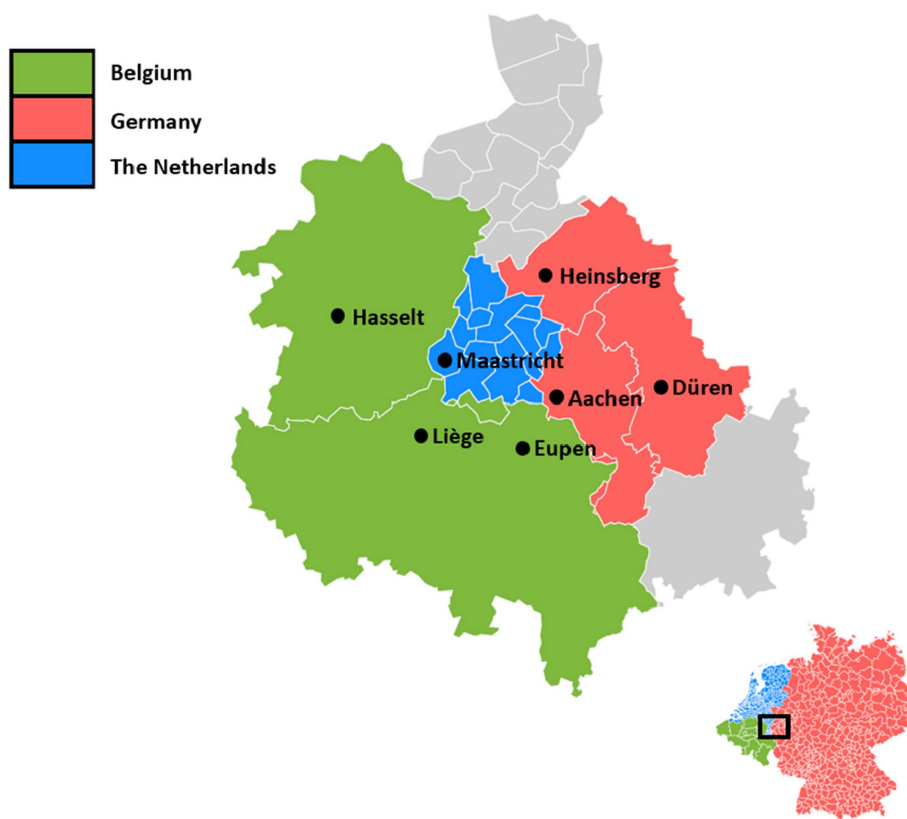 Belgium
Germany
The Netherlands
Heinsberg
Hasselt
Maastricht
Düren
Aachen
Liège
Eupen